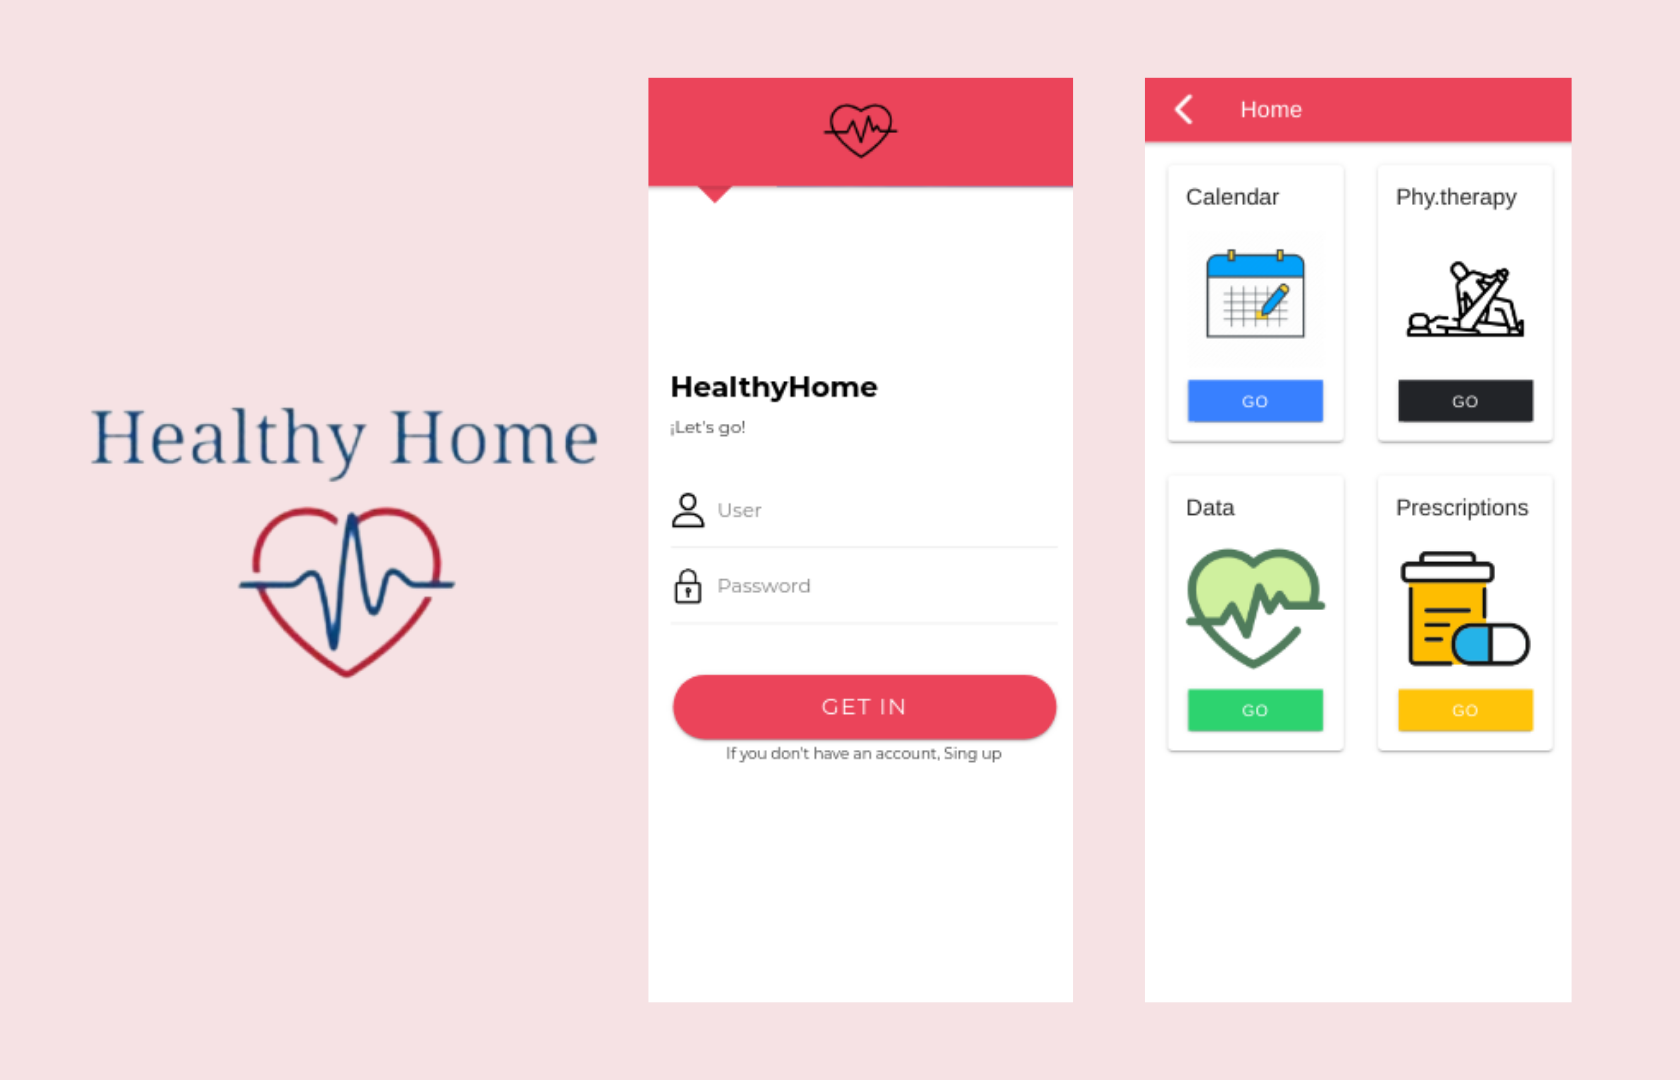 Healthy Home
HealthyHome
¡Let's go!
User
Password
GET IN
If you don't have an account, Sing up
Home
Calendar
Phy.therapy
GO
GO
Data
Prescriptions
GO
GO